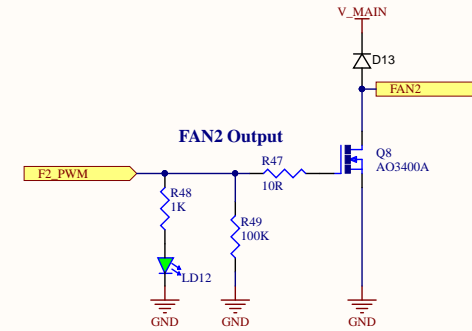 V_MAIN
D13
FAN2
FAN2 Output
Q8
AO3400A
R47
10R
F2_PWM
R48
1K
R49
100K
LD12
GND
GND
GND